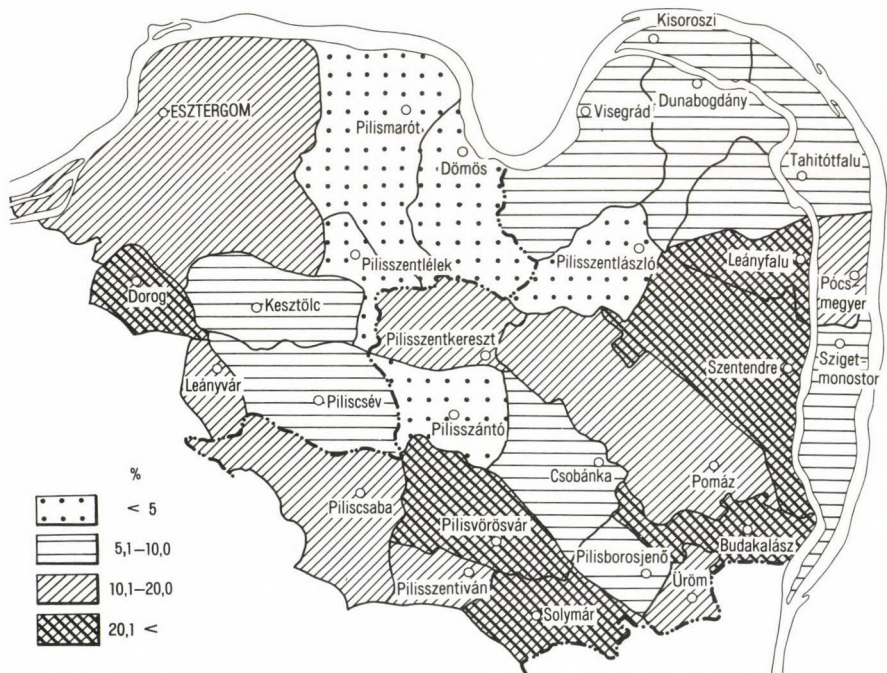 Kisoroszi
ESZTERGOM
Pilismarót
Visegrád
Dunabogdány
Dömös
Tahitótfalu
Pilisszentlélek
Pilisszentlászló
Leányfalu
Pócs-
megyer
Dorog
Kesztölc
Pilisszentkereszt
Szentendre
Sziget-
monostor
Leányvár
Piliscsév
Pilisszántó
Csobánka
Pomáz
%
< 5
5,1—10,0
10,1—20,0
20,1 <
Piliscsaba
Pilisvörösvár
Budakalász
Pilisborosjenő
Pilisszentiván
Üröm
Solymár